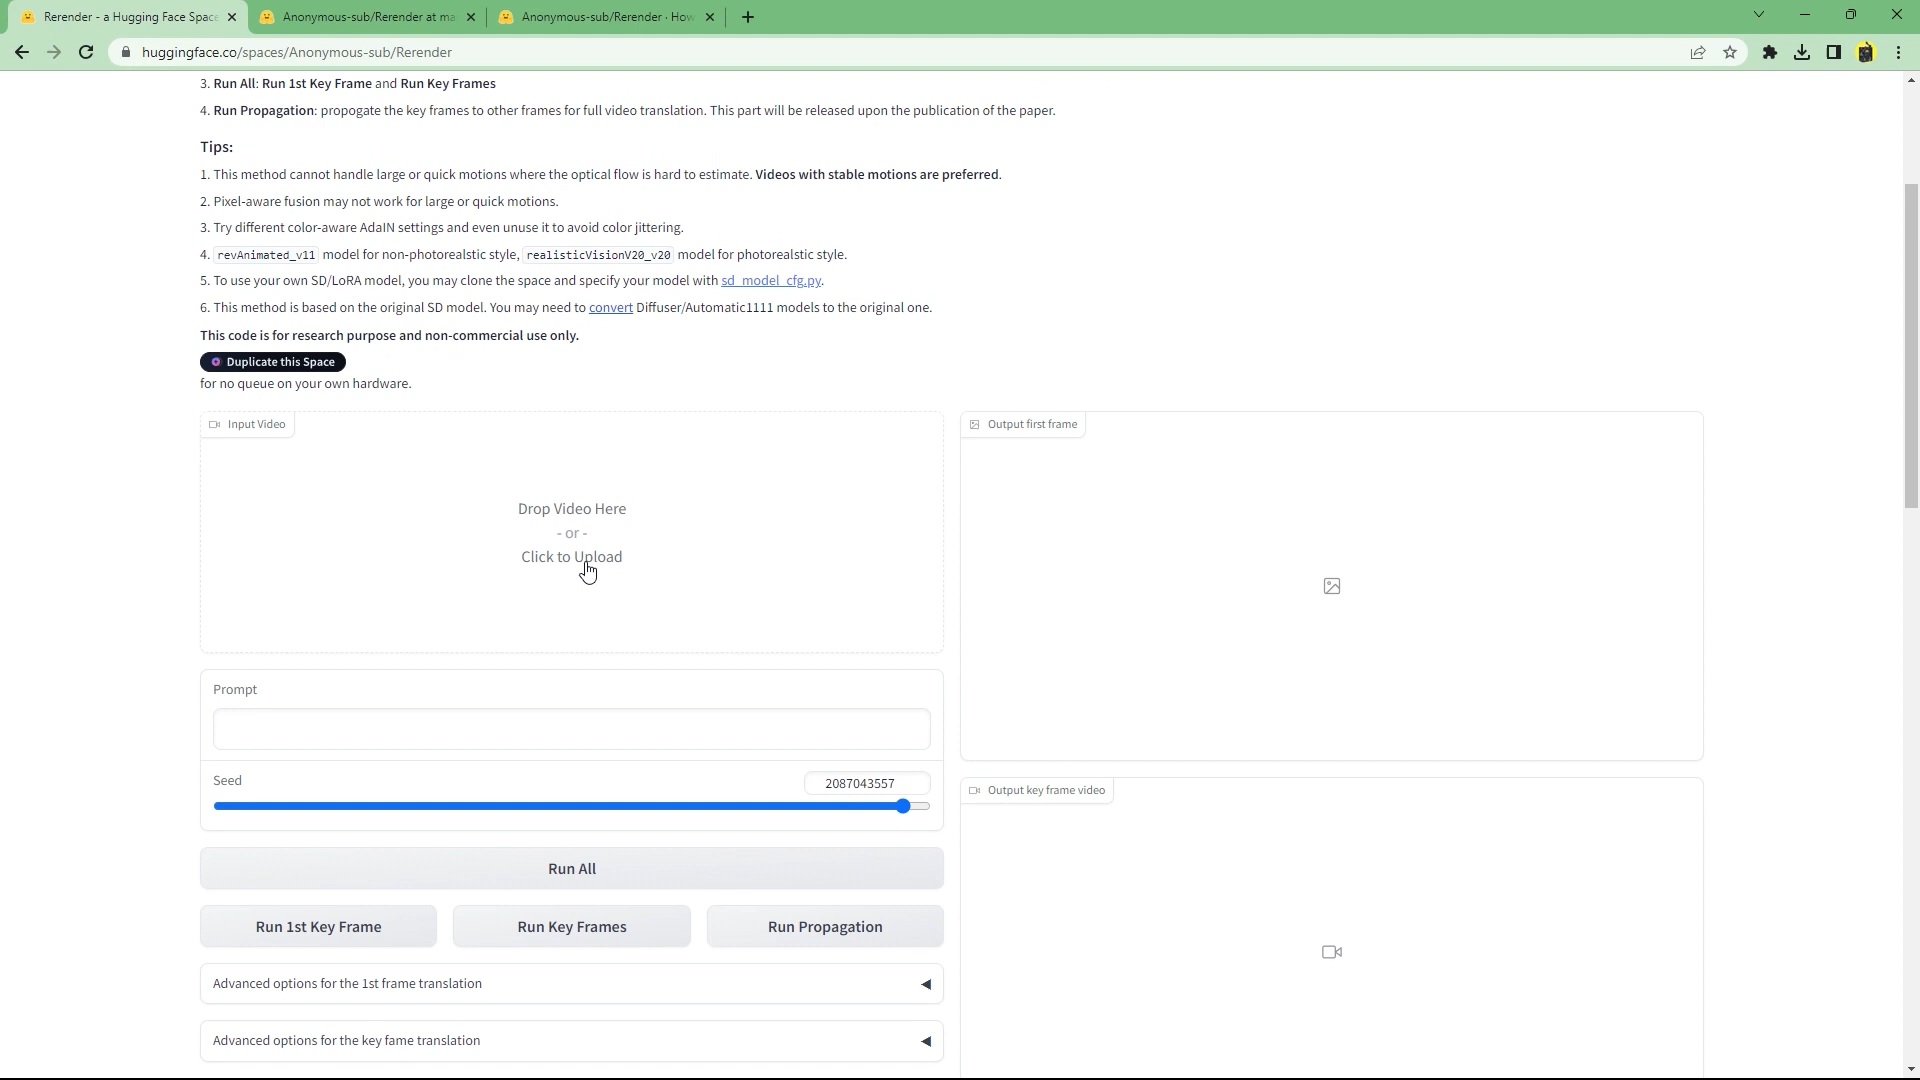 Rerender - a Hugging Face Space
Anonymous-sub/Rerender at ma
Anonymous-sub/Rerender · How
huggingface.co/spaces/Anonymous-sub/Rerender
3. Run All: Run 1st Key Frame and Run Key Frames
4. Run Propagation: propogate the key frames to other frames for full video translation. This part will be released upon the publication of the paper.
Tips:
1. This method cannot handle large or quick motions where the optical flow is hard to estimate. Videos with stable motions are preferred.
2. Pixel-aware fusion may not work for large or quick motions.
3. Try different color-aware AdaIN settings and even unuse it to avoid color jittering.
4. revAnimated_v11 model for non-photorealstic style, realisticVisionV20_v20 model for photorealstic style.
5. To use your own SD/LoRA model, you may clone the space and specify your model with sd_model_cfg.py.
6. This method is based on the original SD model. You may need to convert Diffuser/Automatic1111 models to the original one.
This code is for research purpose and non-commercial use only.
Duplicate this Space
for no queue on your own hardware.
Input Video
Drop Video Here
- or -
Click to Upload
Output first frame
Prompt
Seed
2087043557
Output key frame video
Run All
Run 1st Key Frame
Run Key Frames
Run Propagation
Advanced options for the 1st frame translation
Advanced options for the key fame translation